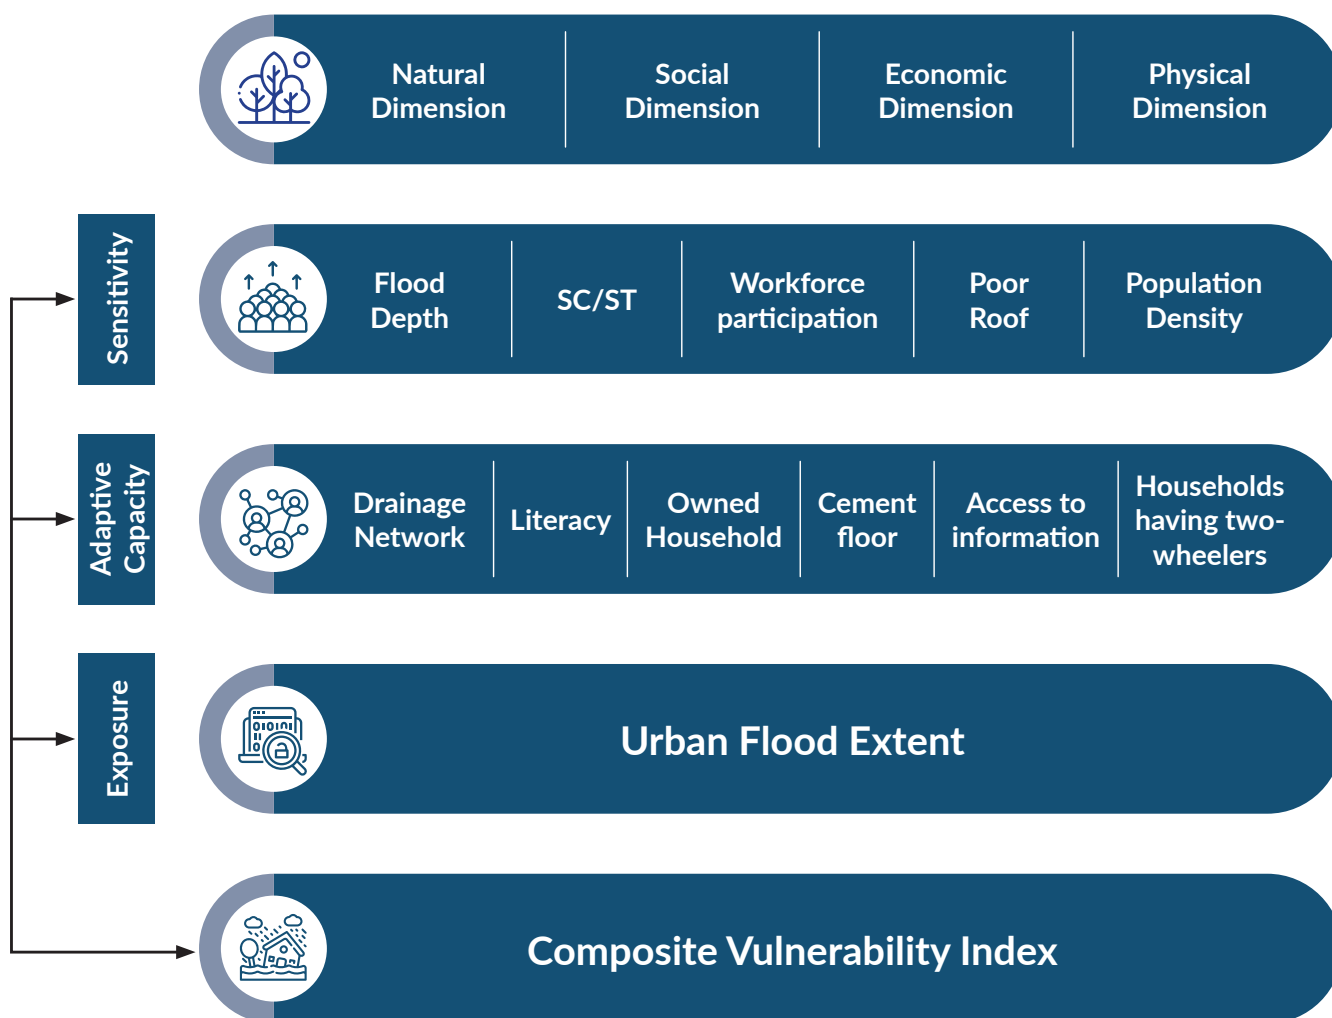 Natural
Dimension
Social
Dimension
Economic
Dimension
Physical
Dimension
Sensitivity
Flood
Depth
SC/ST
Workforce
participation
Poor
Roof
Population
Density
Adaptive
Capacity
Drainage
Network
Literacy
Owned
Household
Cement
floor
Access to
information
Households
having two-
wheelers
Exposure
Urban Flood Extent
Composite Vulnerability Index